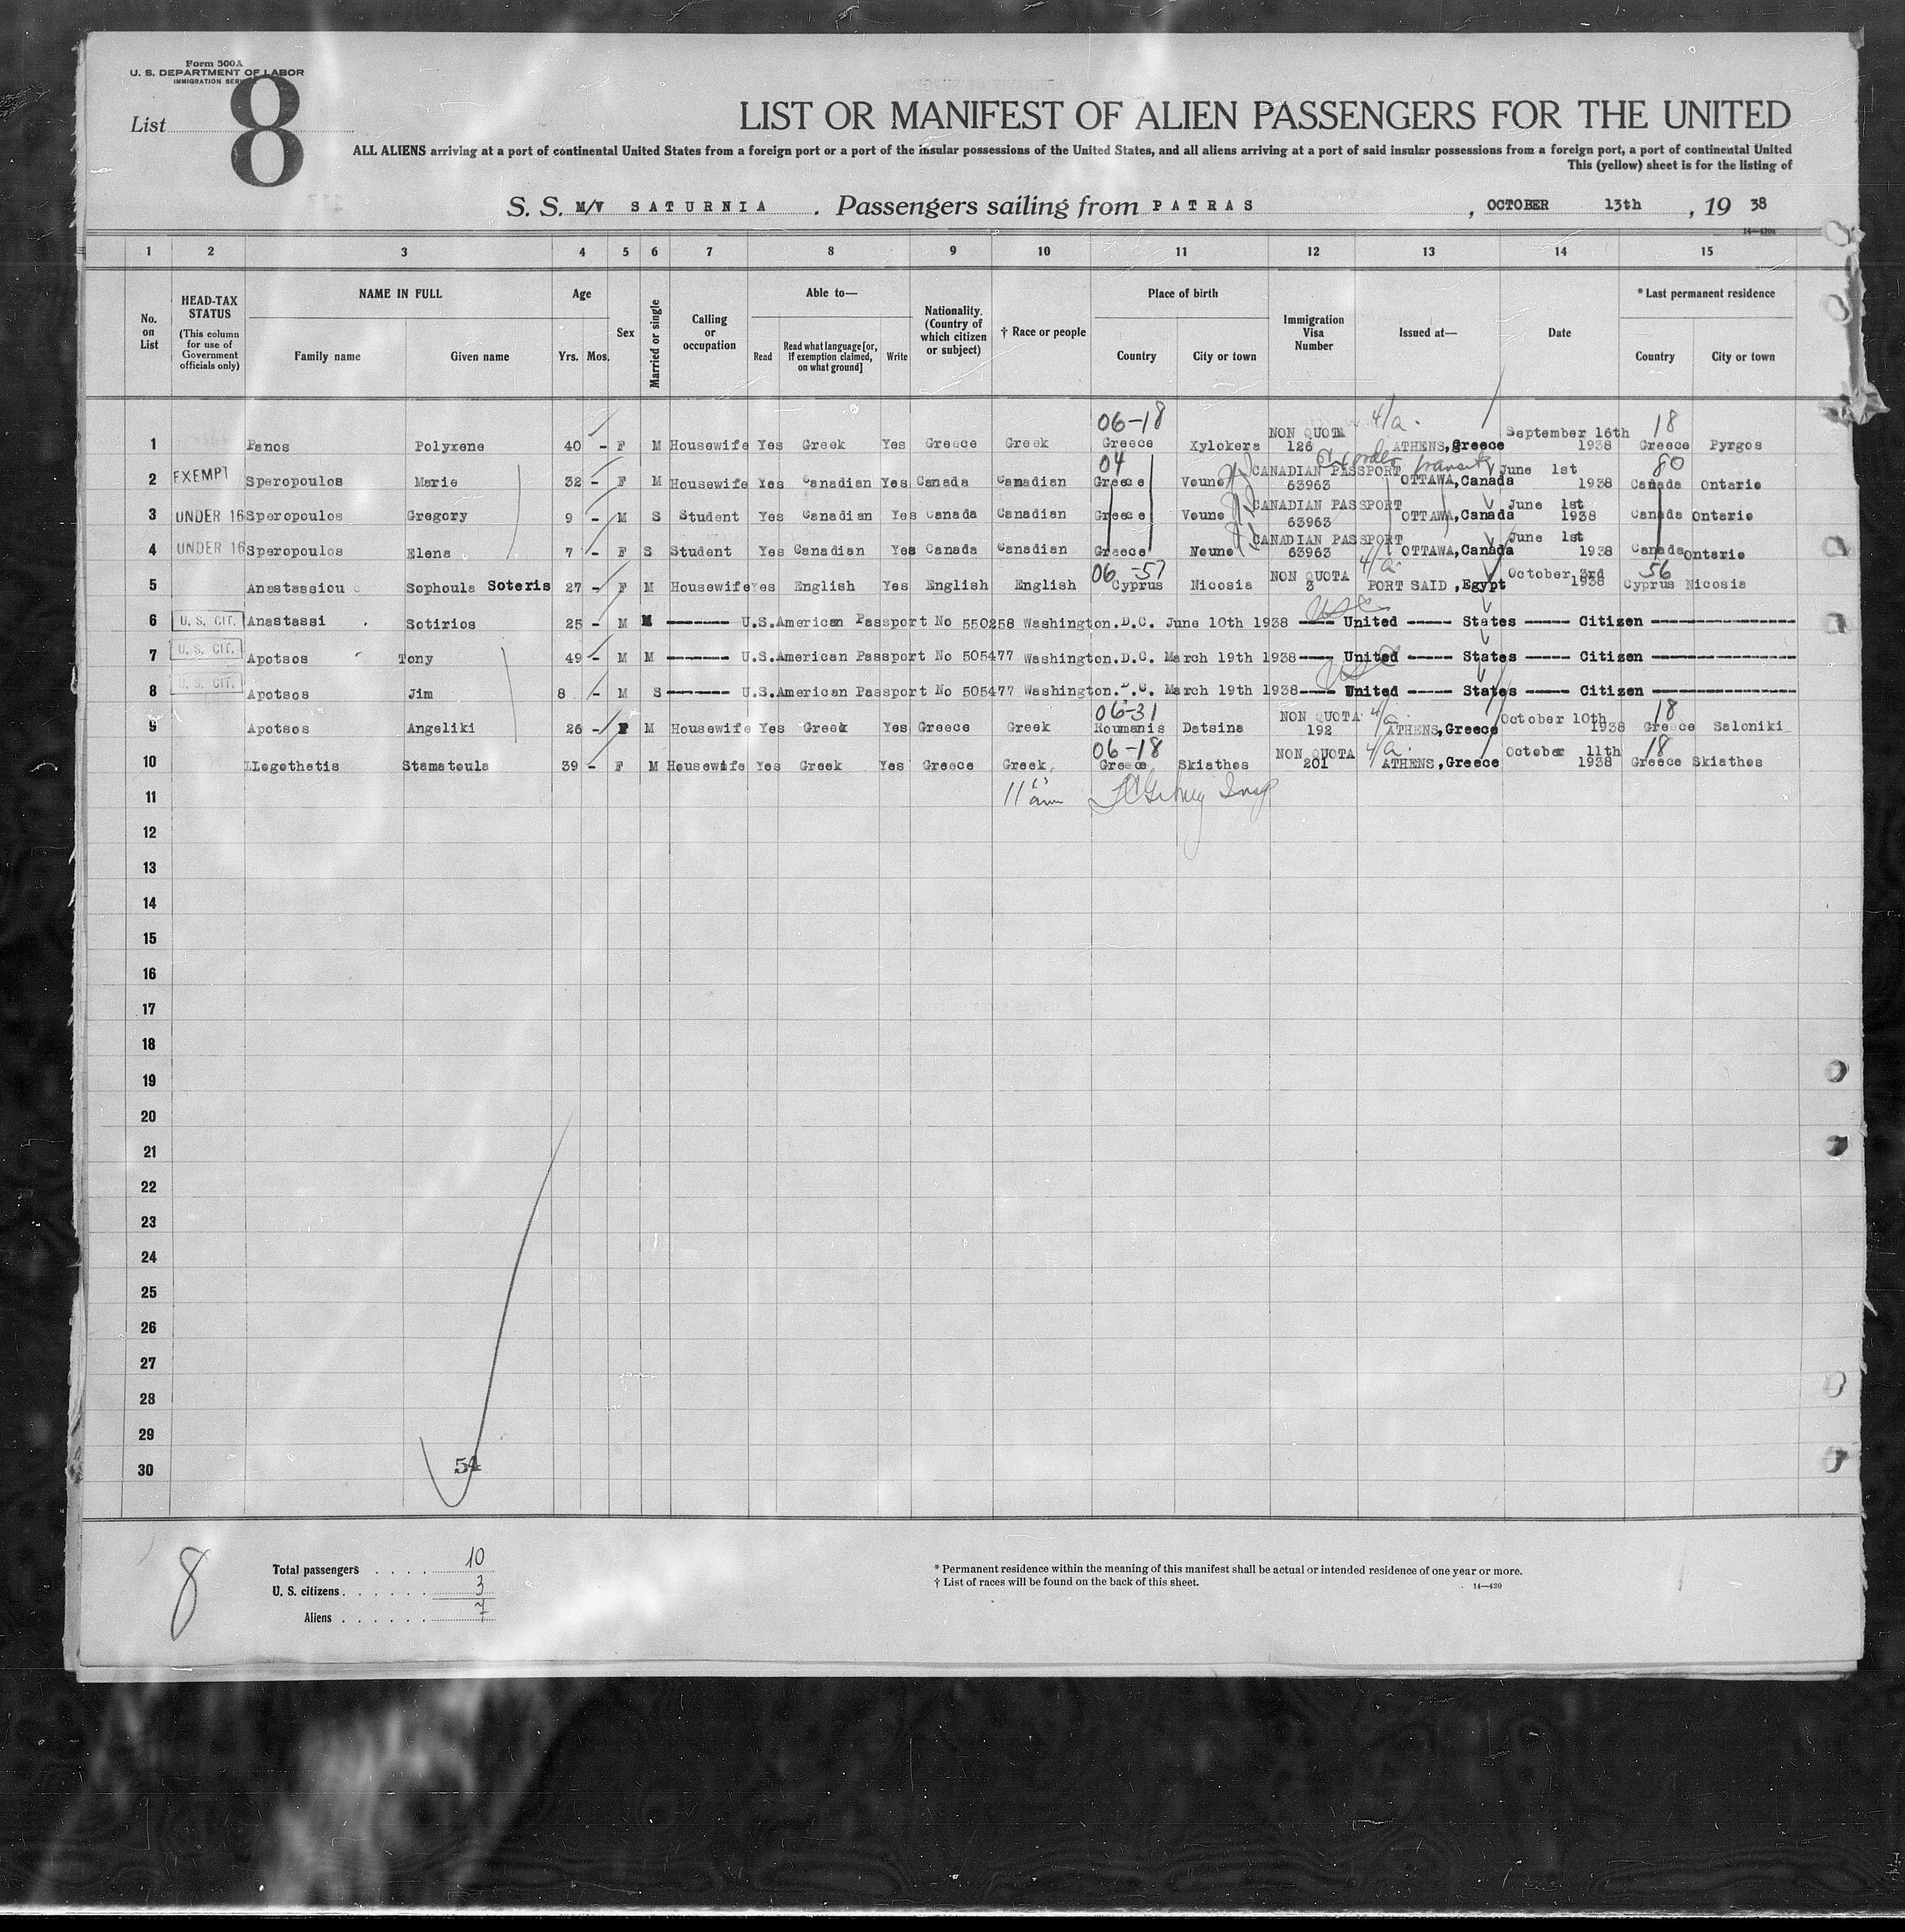 Form 500A
U. S. DEPARTMENT OF LABOR
IMMIGRATION SERVICE
List 8
LIST OR MANIFEST OF ALIEN PASSENGERS FOR THE UNITED
ALL ALIENS arriving at a port of continental United States from a foreign port or a port of the insular possessions of the United States, and all aliens arriving at a port of said insular possessions from a foreign port, a port of continental United
This (yellow) sheet is for the listing of
S. S. M/V SATURNIA . Passengers sailing from PATRAS , OCTOBER 13th , 19 38
1 2 3 4 5 6 7 8 9 10 11 12 13 14 15
No. on List
HEAD-TAX STATUS (This column for use of Government officials only)
NAME IN FULL Family name Given name
Age Yrs. Mos.
Sex
Married or single
Calling or occupation
Able to— Read Read what language [or, if exemption claimed, on what ground] Write
Nationality. (Country of which citizen or subject)
† Race or people
Place of birth Country City or town
Immigration Visa Number
Issued at—
Date
* Last permanent residence Country City or town
06-18 4/a. 18
1 Panos Polyxene 40 - F M Housewife Yes Greek Yes Greece Greek Greece Xylokera NON QUOTA 126 ATHENS,Greece September 16th 1938 Greece Pyrgos
04 transit 80
2 EXEMPT Speropoulos Marie 32 - F M Housewife Yes Canadian Yes Canada Canadian Greece Voune CANADIAN PASSPORT 63963 OTTAWA,Canada June 1st 1938 Canada Ontario
3 UNDER 16 Speropoulos Gregory 9 - M S Student Yes Canadian Yes Canada Canadian Greece Voune CANADIAN PASSPORT 63963 OTTAWA,Canada June 1st 1938 Canada Ontario
4 UNDER 16 Speropoulos Elena 7 - F S Student Yes Canadian Yes Canada Canadian Greece Noune CANADIAN PASSPORT 63963 OTTAWA,Canada June 1st 1938 Canada Ontario
06 -57 4/a. 56
5 Anastassiou Sophoula Soteris 27 - F M Housewife Yes English Yes English English Cyprus Nicosia NON QUOTA 3 PORT SAID ,Egypt October 3rd 1938 Cyprus Nicosia
6 U. S. CIT. Anastassi Sotirios 25 - M M ------ U.S.American Passport No 550258 Washington.D.C. June 10th 1938 ---- United ----- States ----- Citizen ----------
7 U. S. CIT. Apotsos Tony 49 - M M ------ U.S.American Passport No 505477 Washington.D.C. March 19th 1938 ---- United ----- States ----- Citizen ----------
8 U. S. CIT. Apotsos Jim 8 - M S ------ U.S.American Passport No 505477 Washington.D.C. March 19th 1938 ---- United ----- States ----- Citizen ----------
06-31 4/a. 18
9 Apotsos Angeliki 26 - F M Housewife Yes Greek Yes Greece Greek Roumanis Datsina NON QUOTA 192 ATHENS,Greece October 10th 1938 Greece Saloniki
06-18 4/a. 18
10 Legothetis Stamatoula 39 - F M Housewife Yes Greek Yes Greece Greek Greece Skiathos NON QUOTA 201 ATHENS,Greece October 11th 1938 Greece Skiathos
11
12
13
14
15
16
17
18
19
20
21
22
23
24
25
26
27
28
29
30 54
8
Total passengers . . . . 10
U. S. citizens . . . . . . 3
Aliens . . . . . . 7
* Permanent residence within the meaning of this manifest shall be actual or intended residence of one year or more.
† List of races will be found on the back of this sheet.
14—430